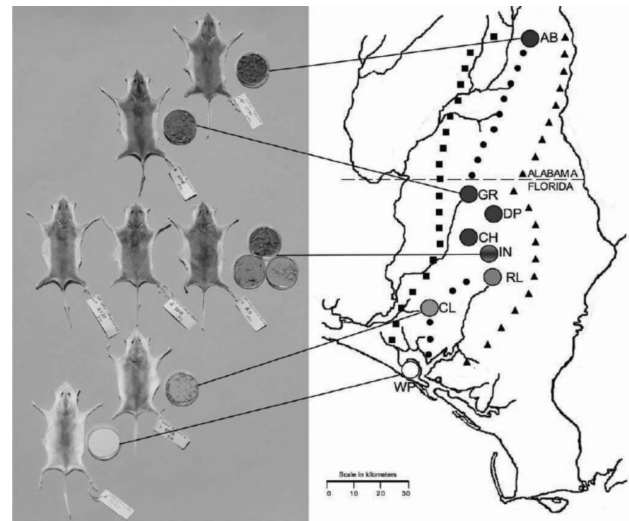 AB
ALABAMA
FLORIDA
GR
DP
CH
IN
RL
CL
WP
Scale in kilometers
0 10 20 30